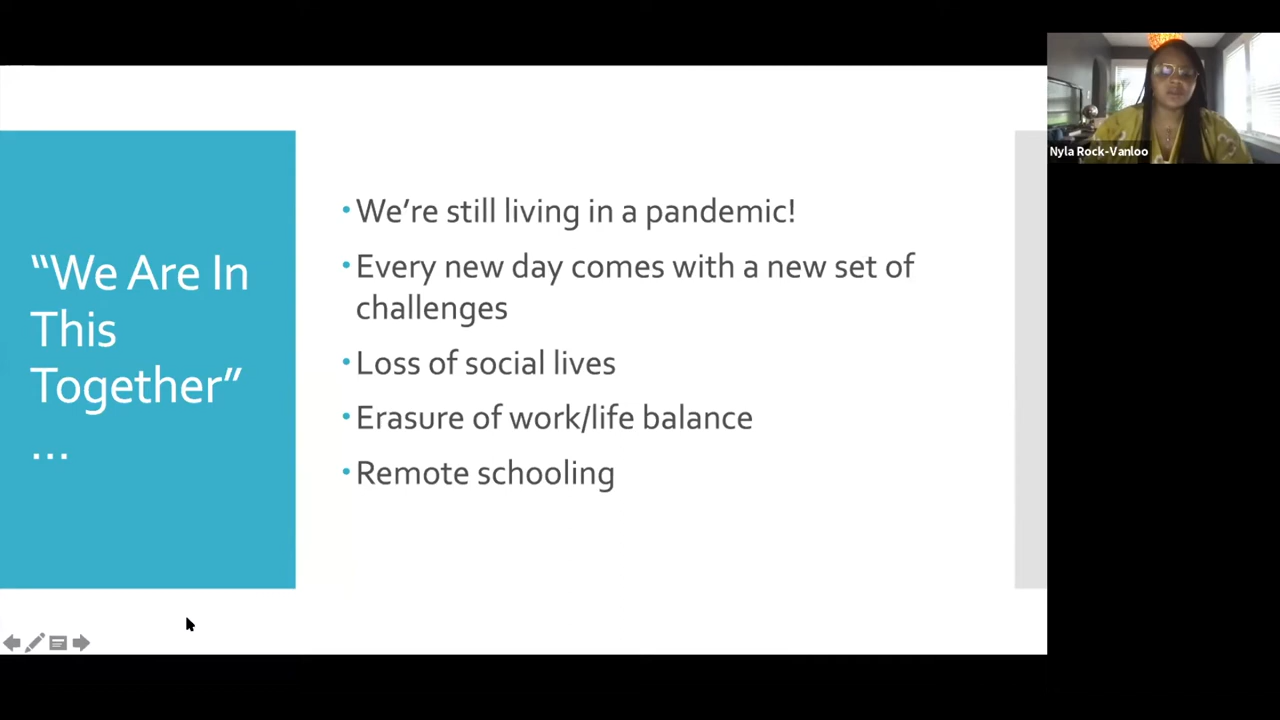 “We Are In
This
Together”
…
•We’re still living in a pandemic!
•Every new day comes with a new set of
challenges
•Loss of social lives
•Erasure of work/life balance
•Remote schooling
Nyla Rock-Vanloo